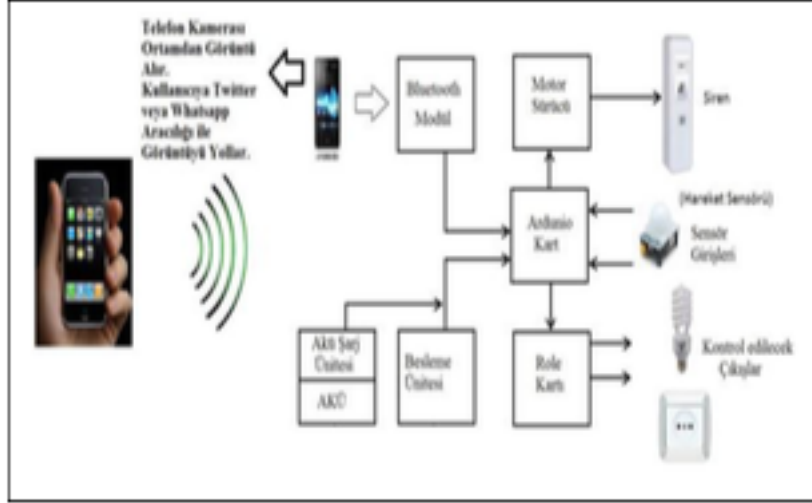 Telefon Kamerası
Ortamdan Görüntü
Alır.
Kullanıcıya Twitter
veya Whatsapp
Aracılığı ile
Görüntüyü Yollar.
Bluetooth
Modül
Motor
Sürücü
Siren
(Hareket Sensörü)
Sensör
Girişleri
Ardunio
Kart
Akü Şarj
Ünitesi
AKÜ
Besleme
Ünitesi
Role
Kartı
Kontrol edilecek
Çıkışlar